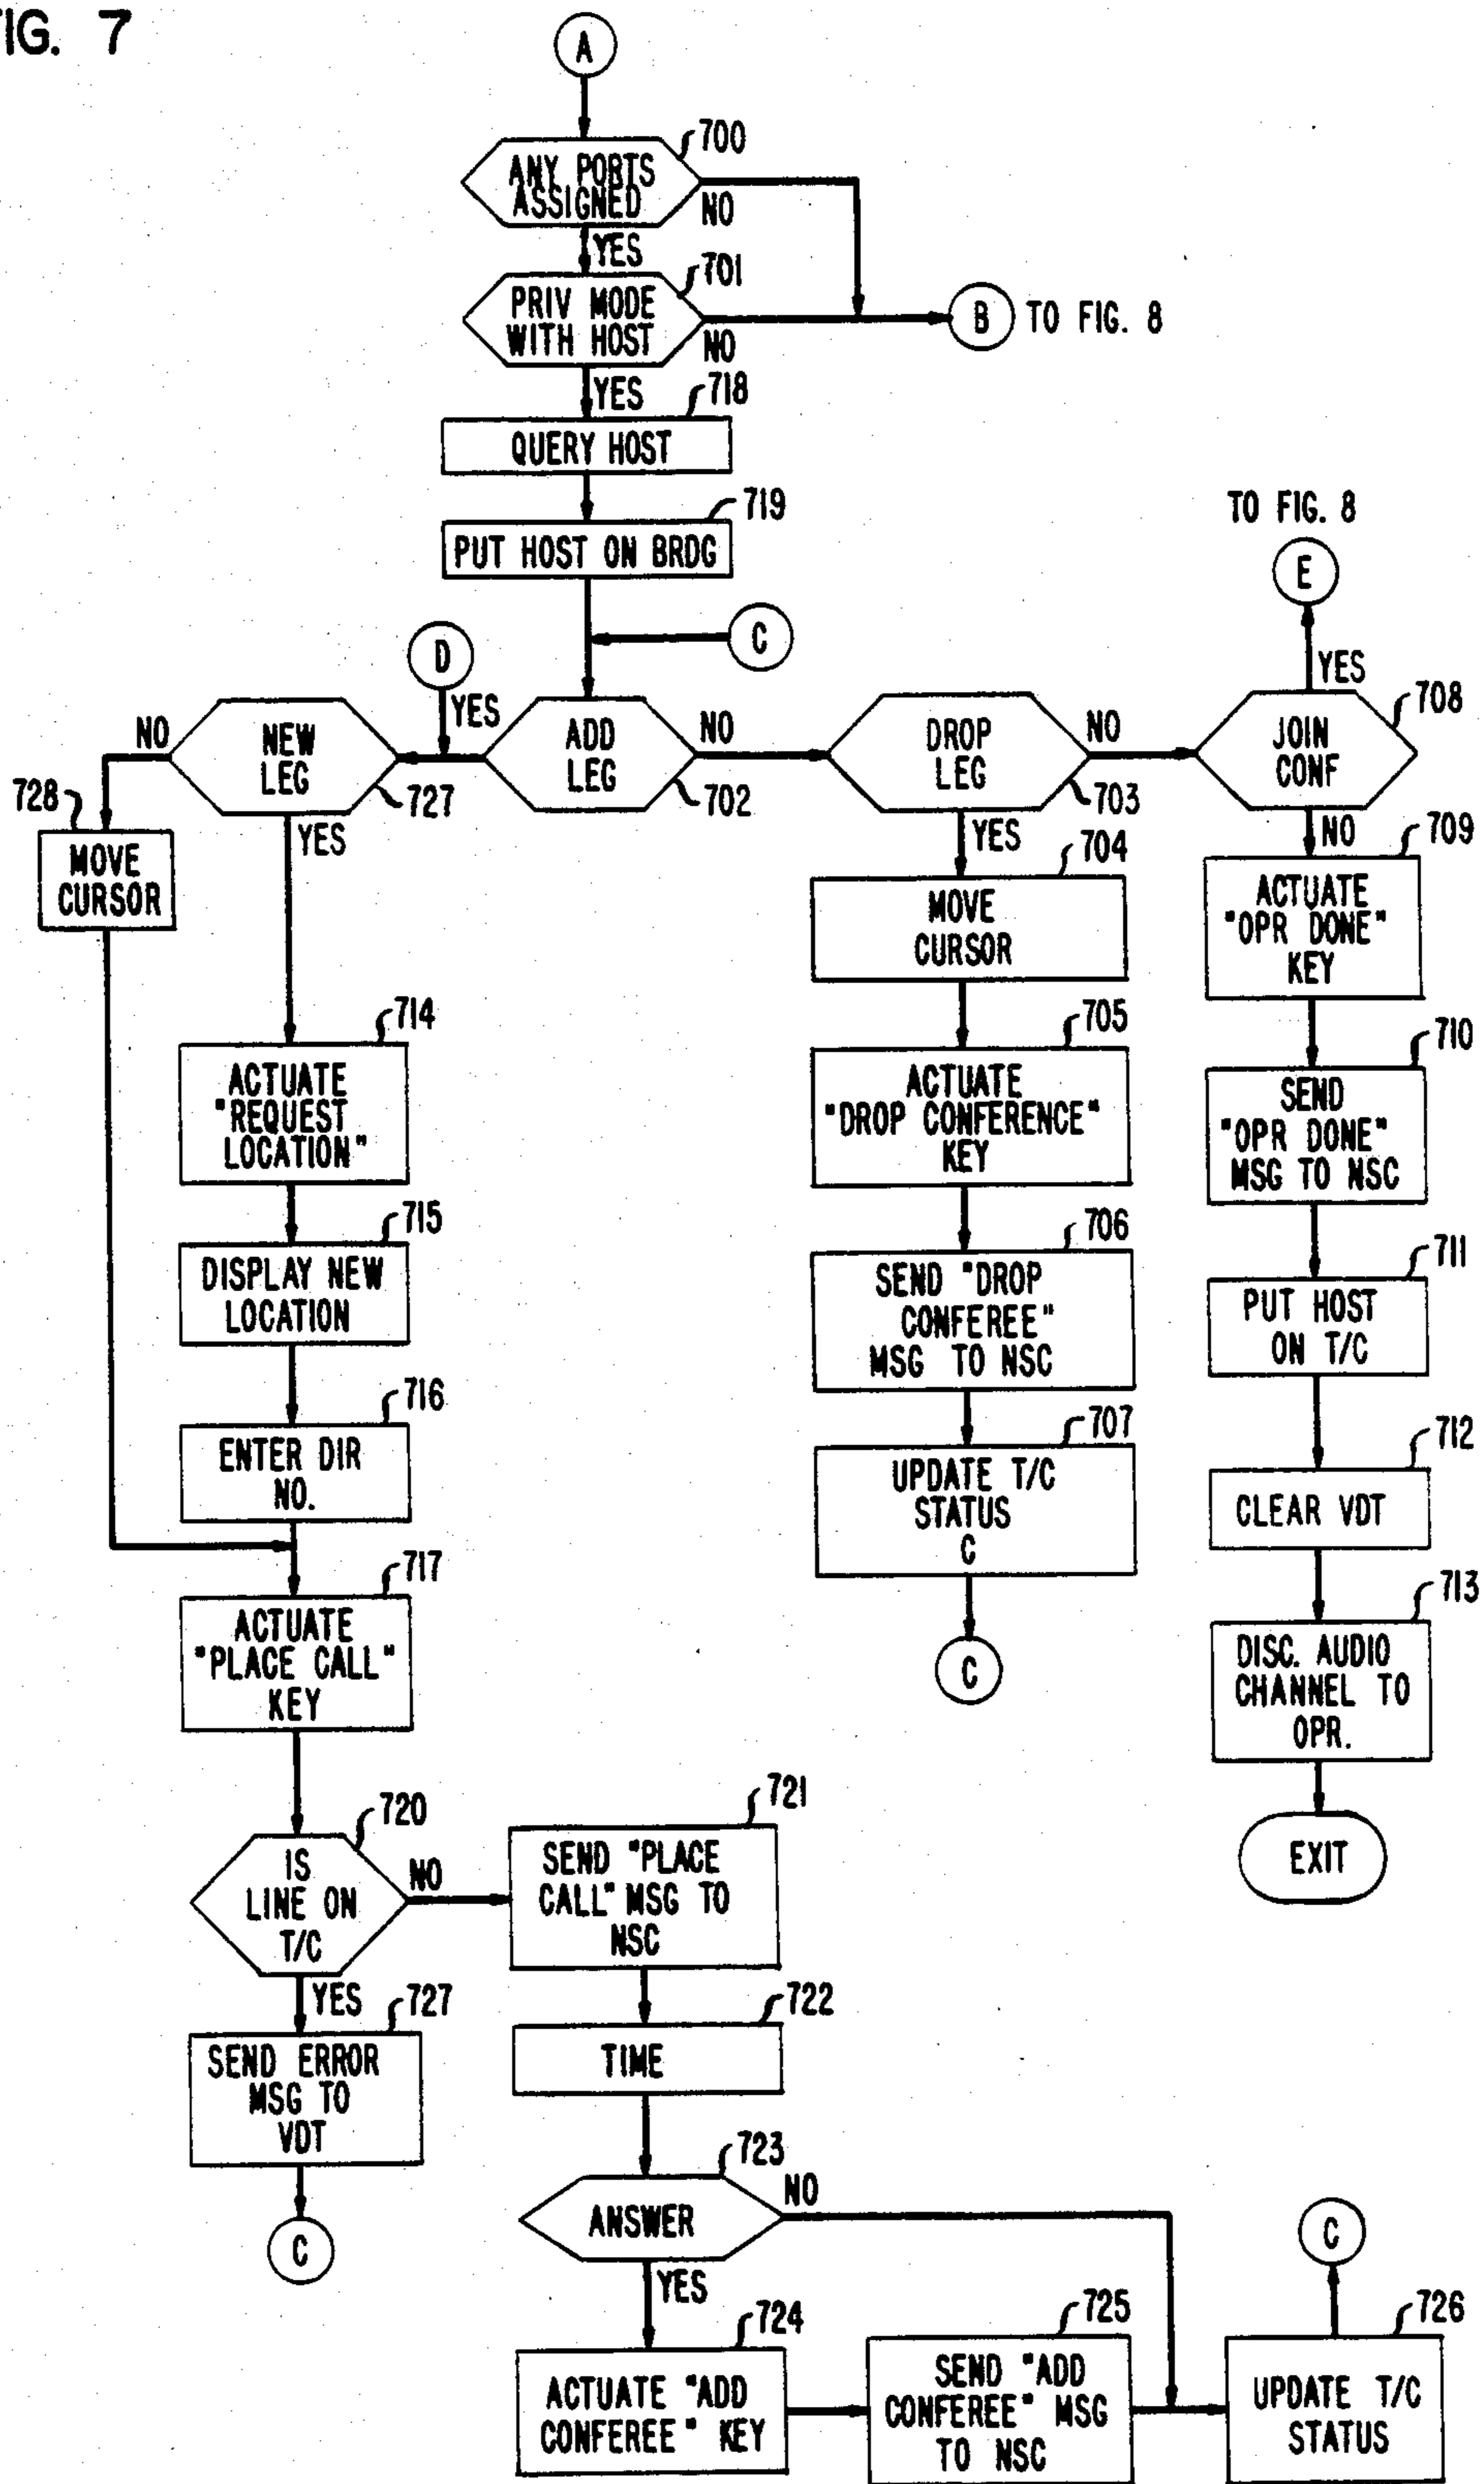 FIG. 7
A
700
ANY PORTS
ASSIGNED
NO
YES
701
PRIV MODE
WITH HOST
NO
B TO FIG. 8
YES
718
QUERY HOST
719
PUT HOST ON BRDG
TO FIG. 8
E
C
D
YES
NO
NEW
LEG
727
YES
ADD
LEG
702
NO
DROP
LEG
703
NO
YES
708
JOIN
CONF
728
MOVE
CURSOR
YES
704
MOVE
CURSOR
NO
709
ACTUATE
"OPR DONE"
KEY
714
ACTUATE
"REQUEST
LOCATION"
705
ACTUATE
"DROP CONFERENCE"
KEY
710
SEND
"OPR DONE"
MSG TO NSC
715
DISPLAY NEW
LOCATION
706
SEND "DROP
CONFEREE"
MSG TO NSC
711
PUT HOST
ON T/C
716
ENTER DIR
NO.
707
UPDATE T/C
STATUS
C
C
712
CLEAR VDT
717
ACTUATE
"PLACE CALL"
KEY
713
DISC. AUDIO
CHANNEL TO
OPR.
EXIT
720
IS
LINE ON
T/C
NO
721
SEND "PLACE
CALL" MSG TO
NSC
YES
727
SEND ERROR
MSG TO
VDT
C
722
TIME
723
ANSWER
NO
YES
724
ACTUATE "ADD
CONFEREE" KEY
725
SEND "ADD
CONFEREE" MSG
TO NSC
C
726
UPDATE T/C
STATUS